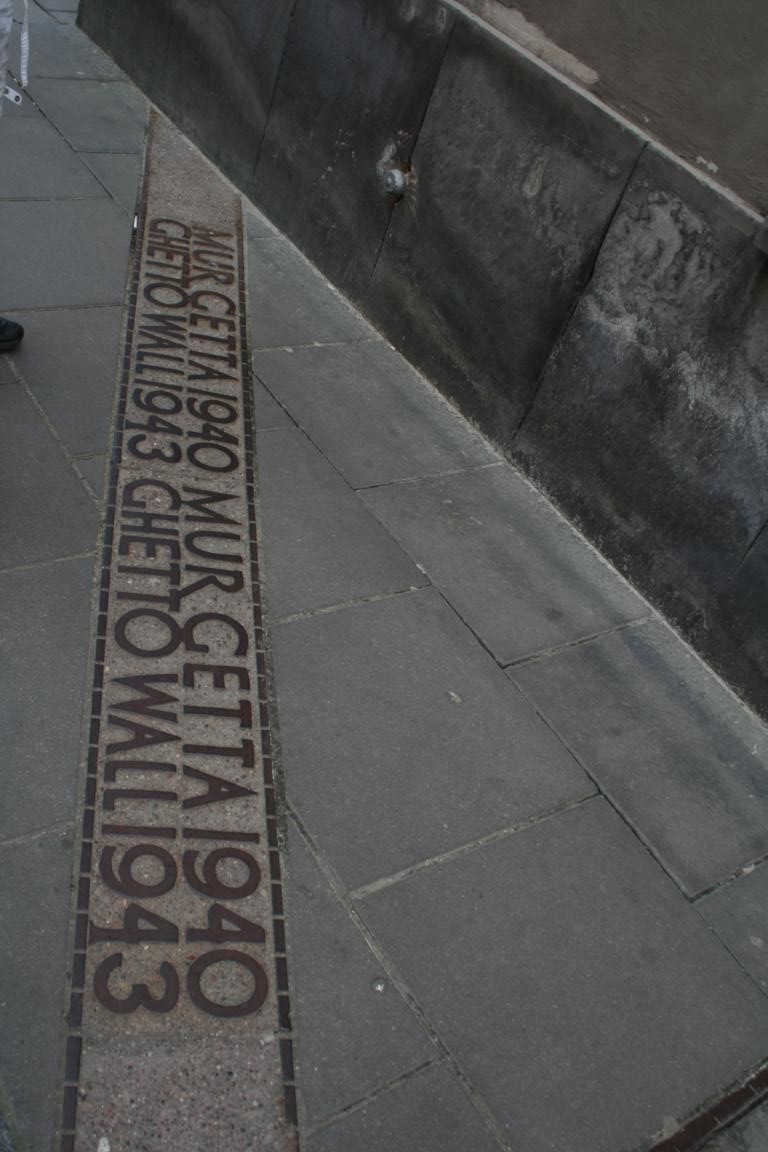 MUR GETTA 1940 MUR GETTA 1940
GHETTO WALL 1943 GHETTO WALL 1943